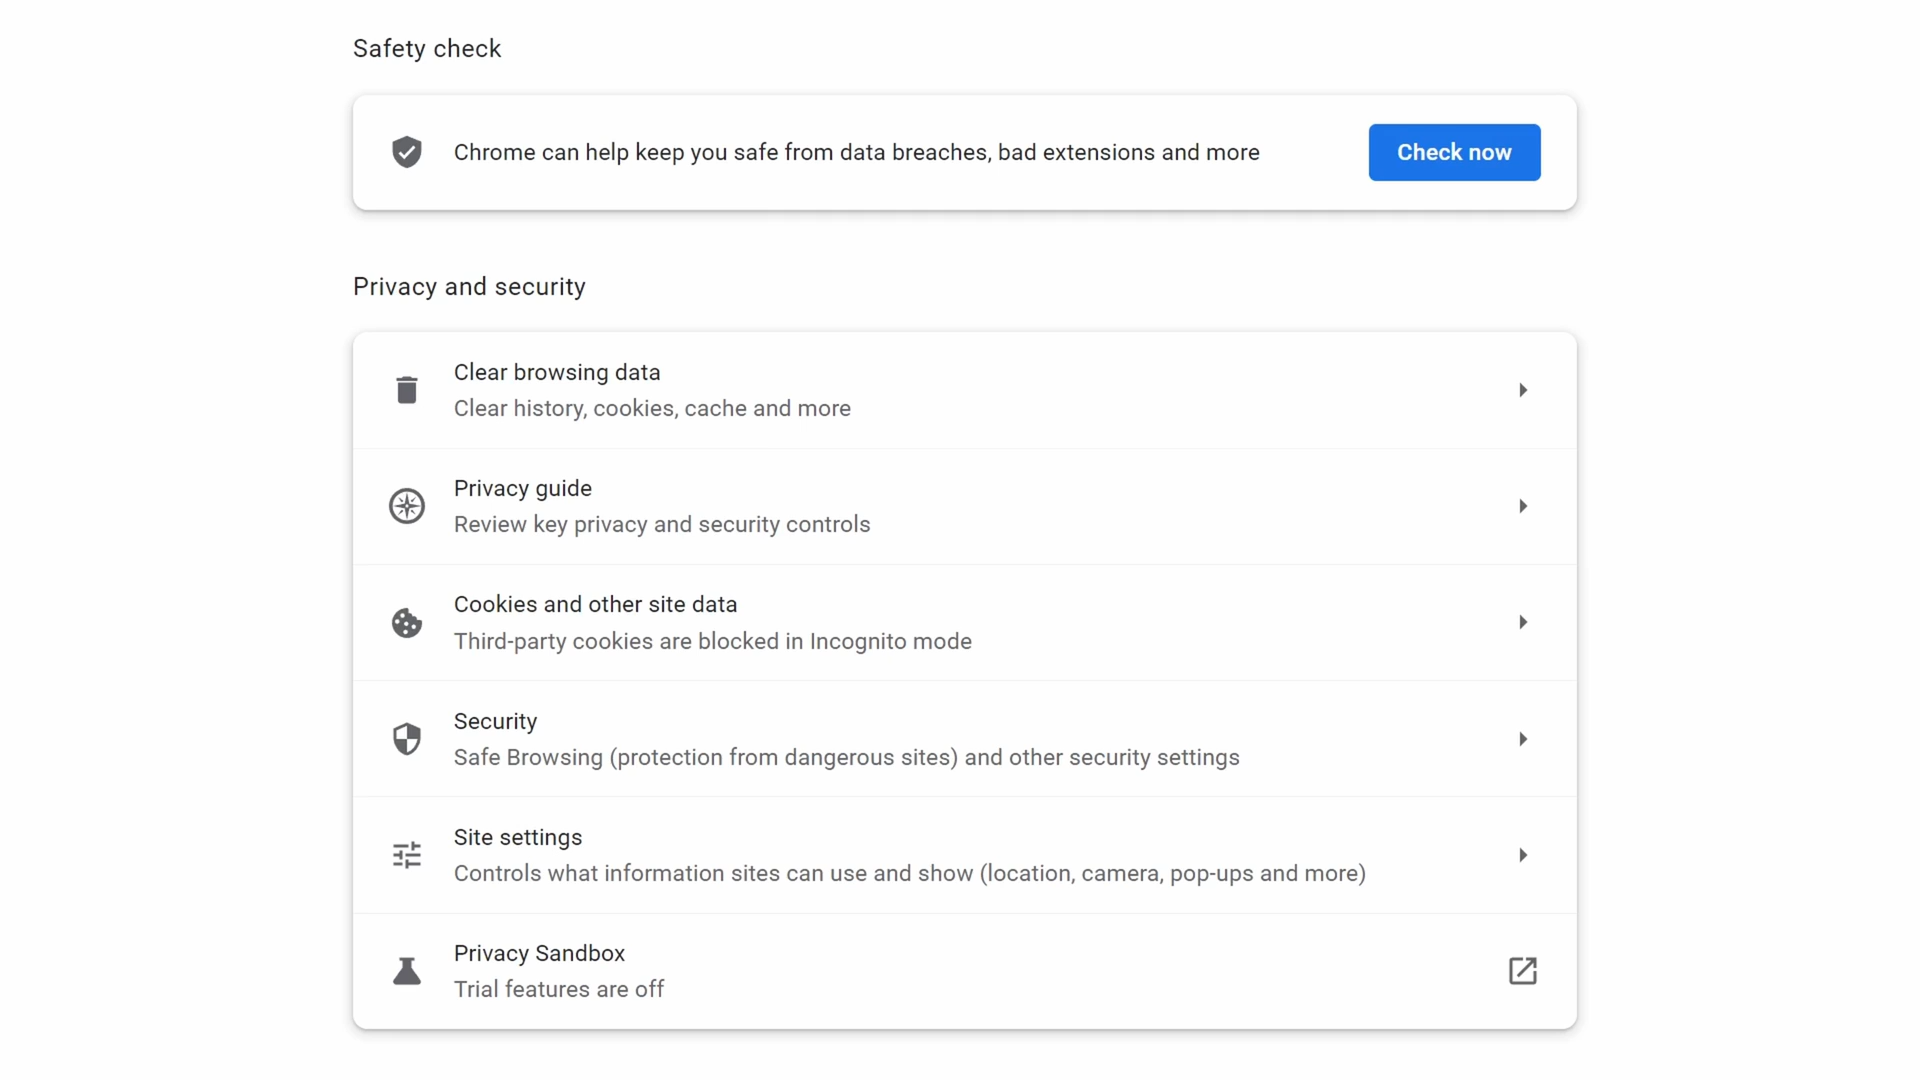 Safety check
Chrome can help keep you safe from data breaches, bad extensions and more
Check now
Privacy and security
Clear browsing data
Clear history, cookies, cache and more
Privacy guide
Review key privacy and security controls
Cookies and other site data
Third-party cookies are blocked in Incognito mode
Security
Safe Browsing (protection from dangerous sites) and other security settings
Site settings
Controls what information sites can use and show (location, camera, pop-ups and more)
Privacy Sandbox
Trial features are off